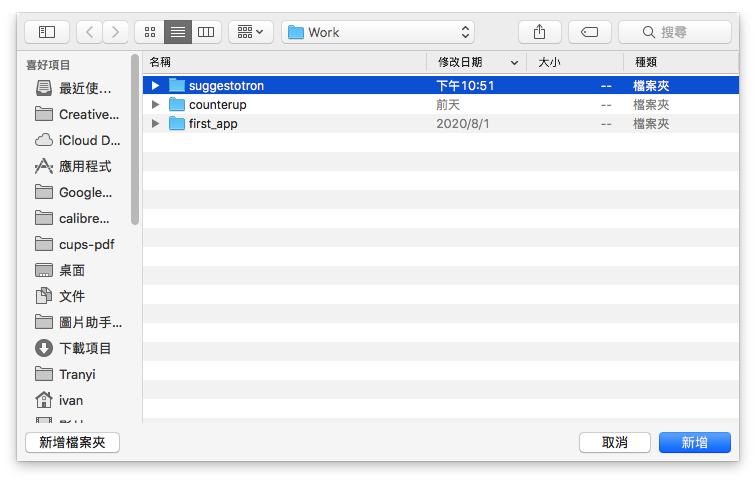 Work
搜尋
喜好項目
最近使...
Creative...
iCloud D...
應用程式
Google...
calibre...
cups-pdf
桌面
文件
圖片助手...
下載項目
Tranyi
ivan
名稱 修改日期 大小 種類
suggestotron 下午10:51 -- 檔案夾
counterup 前天 -- 檔案夾
first_app 2020/8/1 -- 檔案夾
新增檔案夾 取消 新增